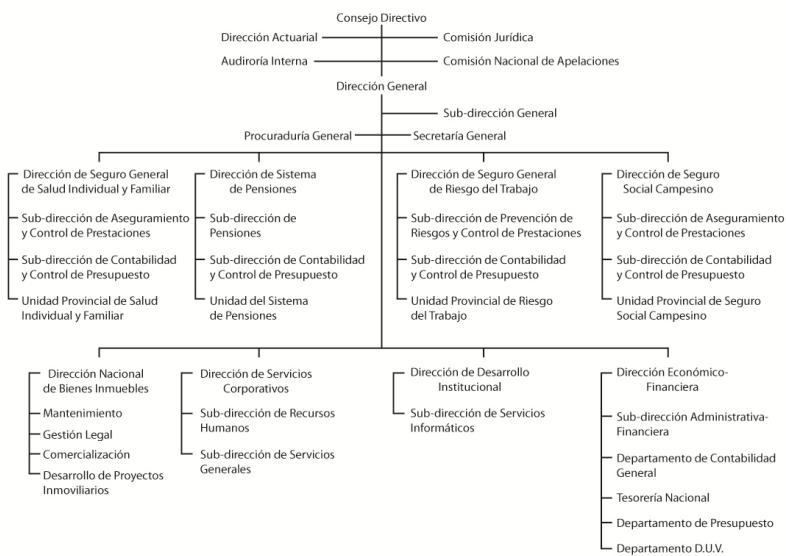 Consejo Directivo
Dirección Actuarial
Comisión Jurídica
Audiroría Interna
Comisión Nacional de Apelaciones
Dirección General
Sub-dirección General
Procuraduría General
Secretaría General
Dirección de Seguro General
de Salud Individual y Familiar
Sub-dirección de Aseguramiento
y Control de Prestaciones
Sub-dirección de Contabilidad
y Control de Presupuesto
Unidad Provincial de Salud
Individual y Familiar
Dirección de Sistema
de Pensiones
Sub-dirección de
Pensiones
Sub-dirección de Contabilidad
y Control de Presupuesto
Unidad del Sistema
de Pensiones
Dirección de Seguro General
de Riesgo del Trabajo
Sub-dirección de Prevención de
Riesgos y Control de Prestaciones
Sub-dirección de Contabilidad
y Control de Presupuesto
Unidad Provincial de Riesgo
del Trabajo
Dirección de Seguro
Social Campesino
Sub-dirección de Aseguramiento
y Control de Prestaciones
Sub-dirección de Contabilidad
y Control de Presupuesto
Unidad Provincial de Seguro
Social Campesino
Dirección Nacional
de Bienes Inmuebles
Mantenimiento
Gestión Legal
Comercialización
Desarrollo de Proyectos
Inmoviliarios
Dirección de Servicios
Corporativos
Sub-dirección de Recursos
Humanos
Sub-dirección de Servicios
Generales
Dirección de Desarrollo
Institucional
Sub-dirección de Servicios
Informáticos
Dirección Económico-
Financiera
Sub-dirección Administrativa-
Financiera
Departamento de Contabilidad
General
Tesorería Nacional
Departamento de Presupuesto
Departamento D.U.V.